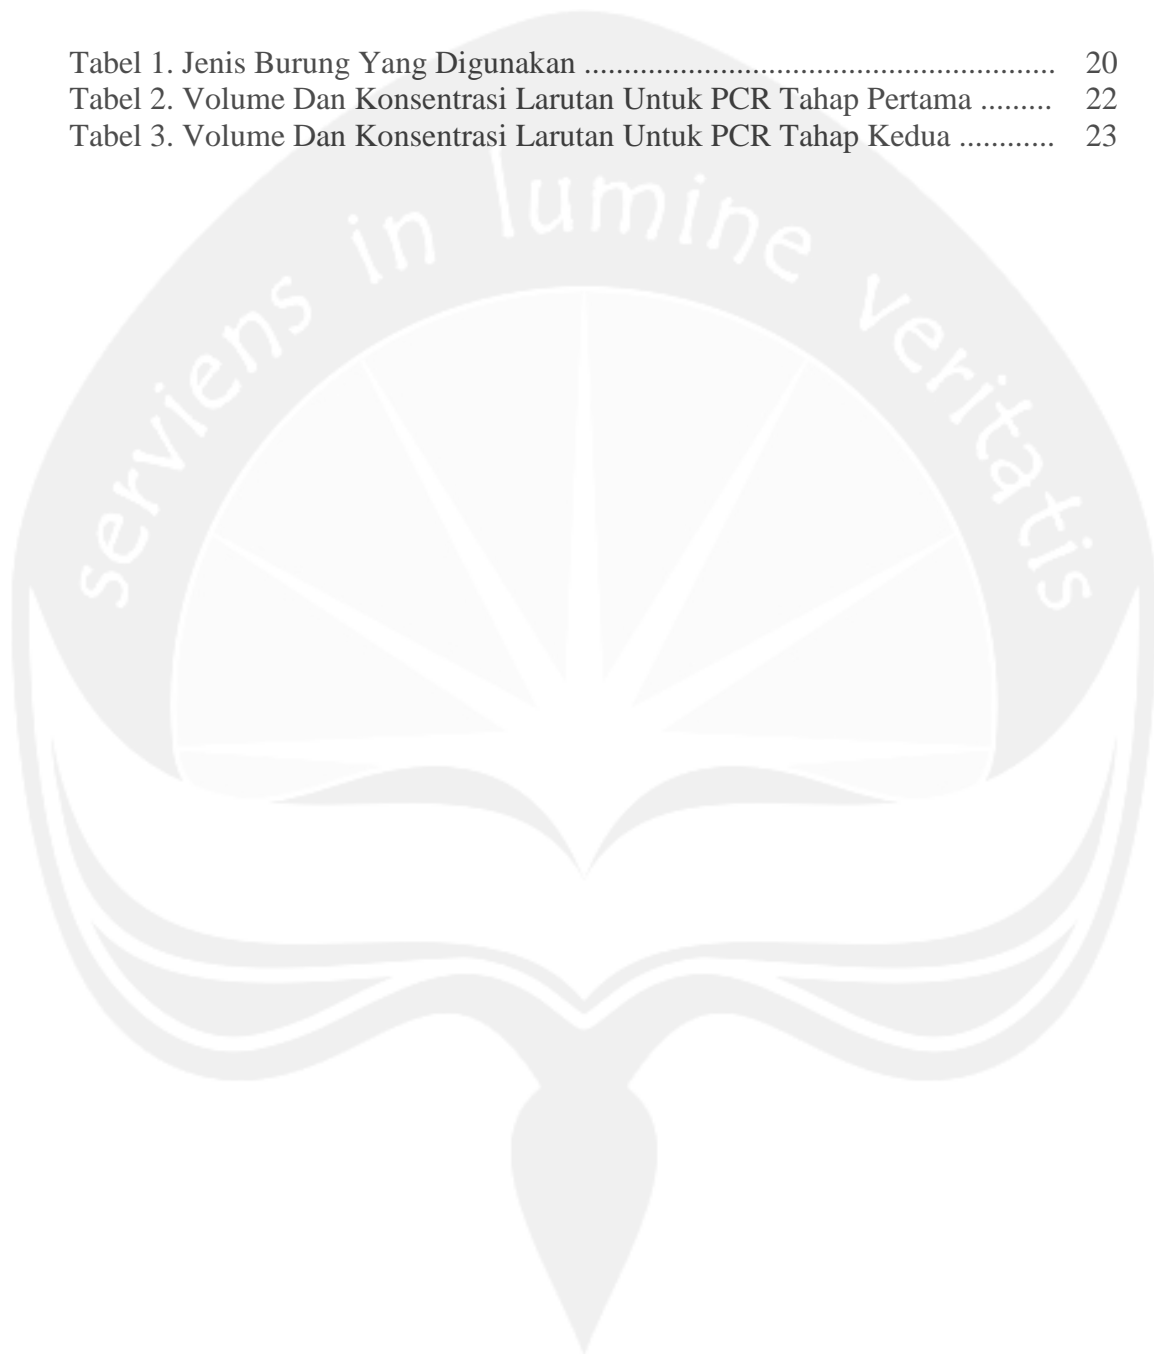 Tabel 1. Jenis Burung Yang Digunakan ........................................................... 20
Tabel 2. Volume Dan Konsentrasi Larutan Untuk PCR Tahap Pertama ......... 22
Tabel 3. Volume Dan Konsentrasi Larutan Untuk PCR Tahap Kedua ............ 23
serviens in lumine veritatis